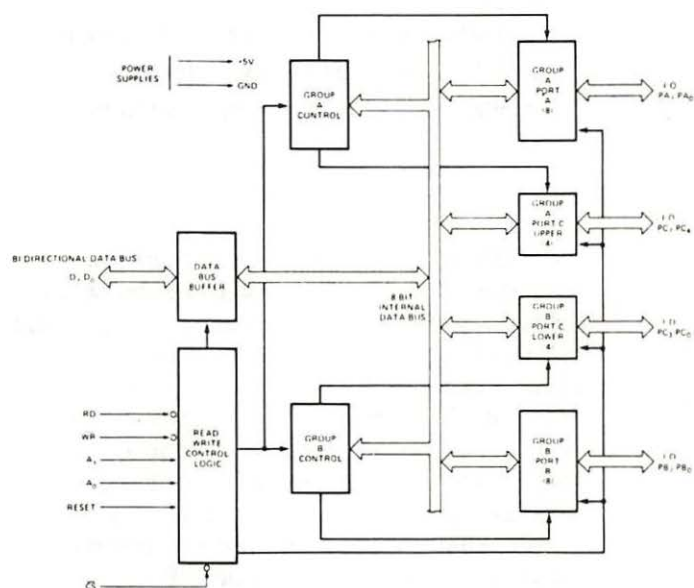 POWER
SUPPLIES
+5V
GND
GROUP
A
CONTROL
GROUP
A
PORT
A
(8)
I O
PA7 PA0
GROUP
A
PORT C
UPPER
(4)
I O
PC7 PC4
BI DIRECTIONAL DATA BUS
D7 D0
DATA
BUS
BUFFER
8 BIT
INTERNAL
DATA BUS
GROUP
B
PORT C
LOWER
(4)
I O
PC3 PC0
RD
WR
A1
A0
RESET
CS
READ
WRITE
CONTROL
LOGIC
GROUP
B
CONTROL
GROUP
B
PORT
B
(8)
I O
PB7 PB0